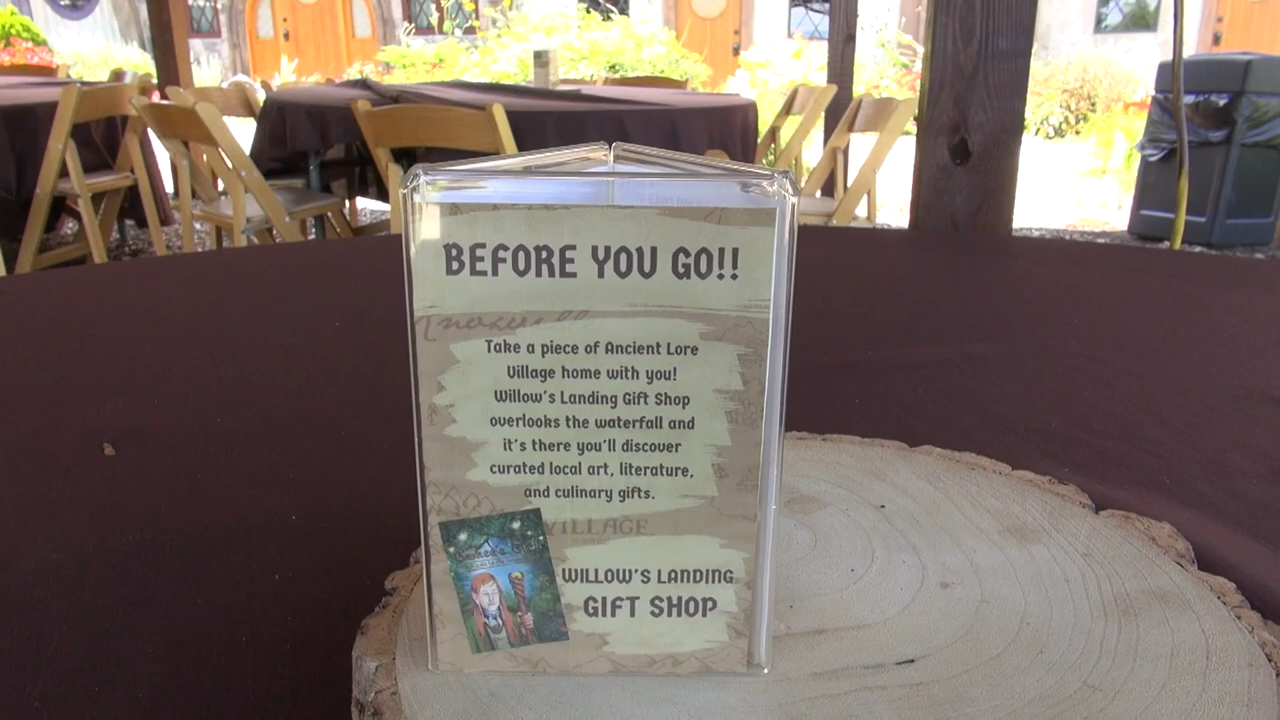 BEFORE YOU GO!!
Take a piece of Ancient Lore
Village home with you!
Willow's Landing Gift Shop
overlooks the waterfall and
it's there you'll discover
curated local art, literature,
and culinary gifts.
VILLAGE
WILLOW'S LANDING
GIFT SHOP